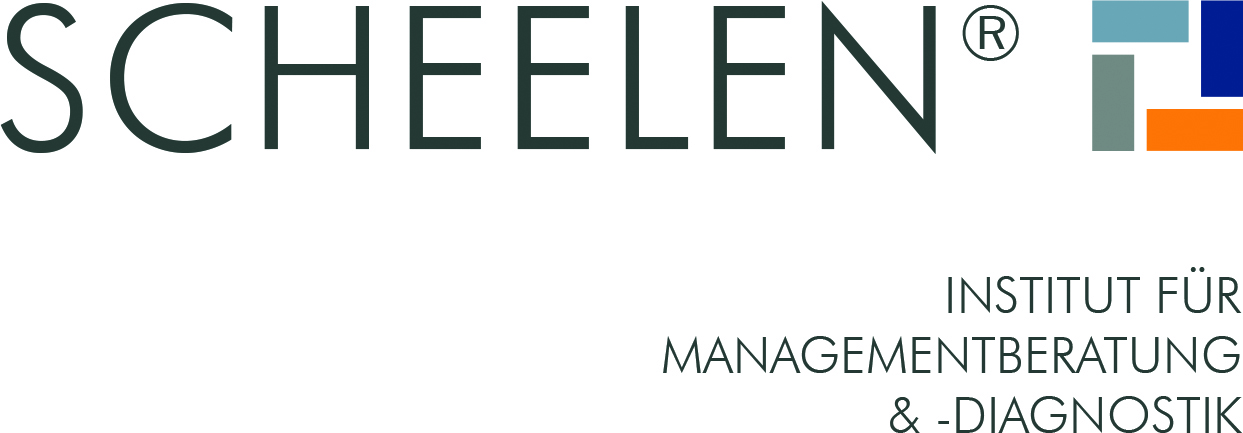 SCHEELEN®
INSTITUT FÜR
MANAGEMENTBERATUNG
& -DIAGNOSTIK